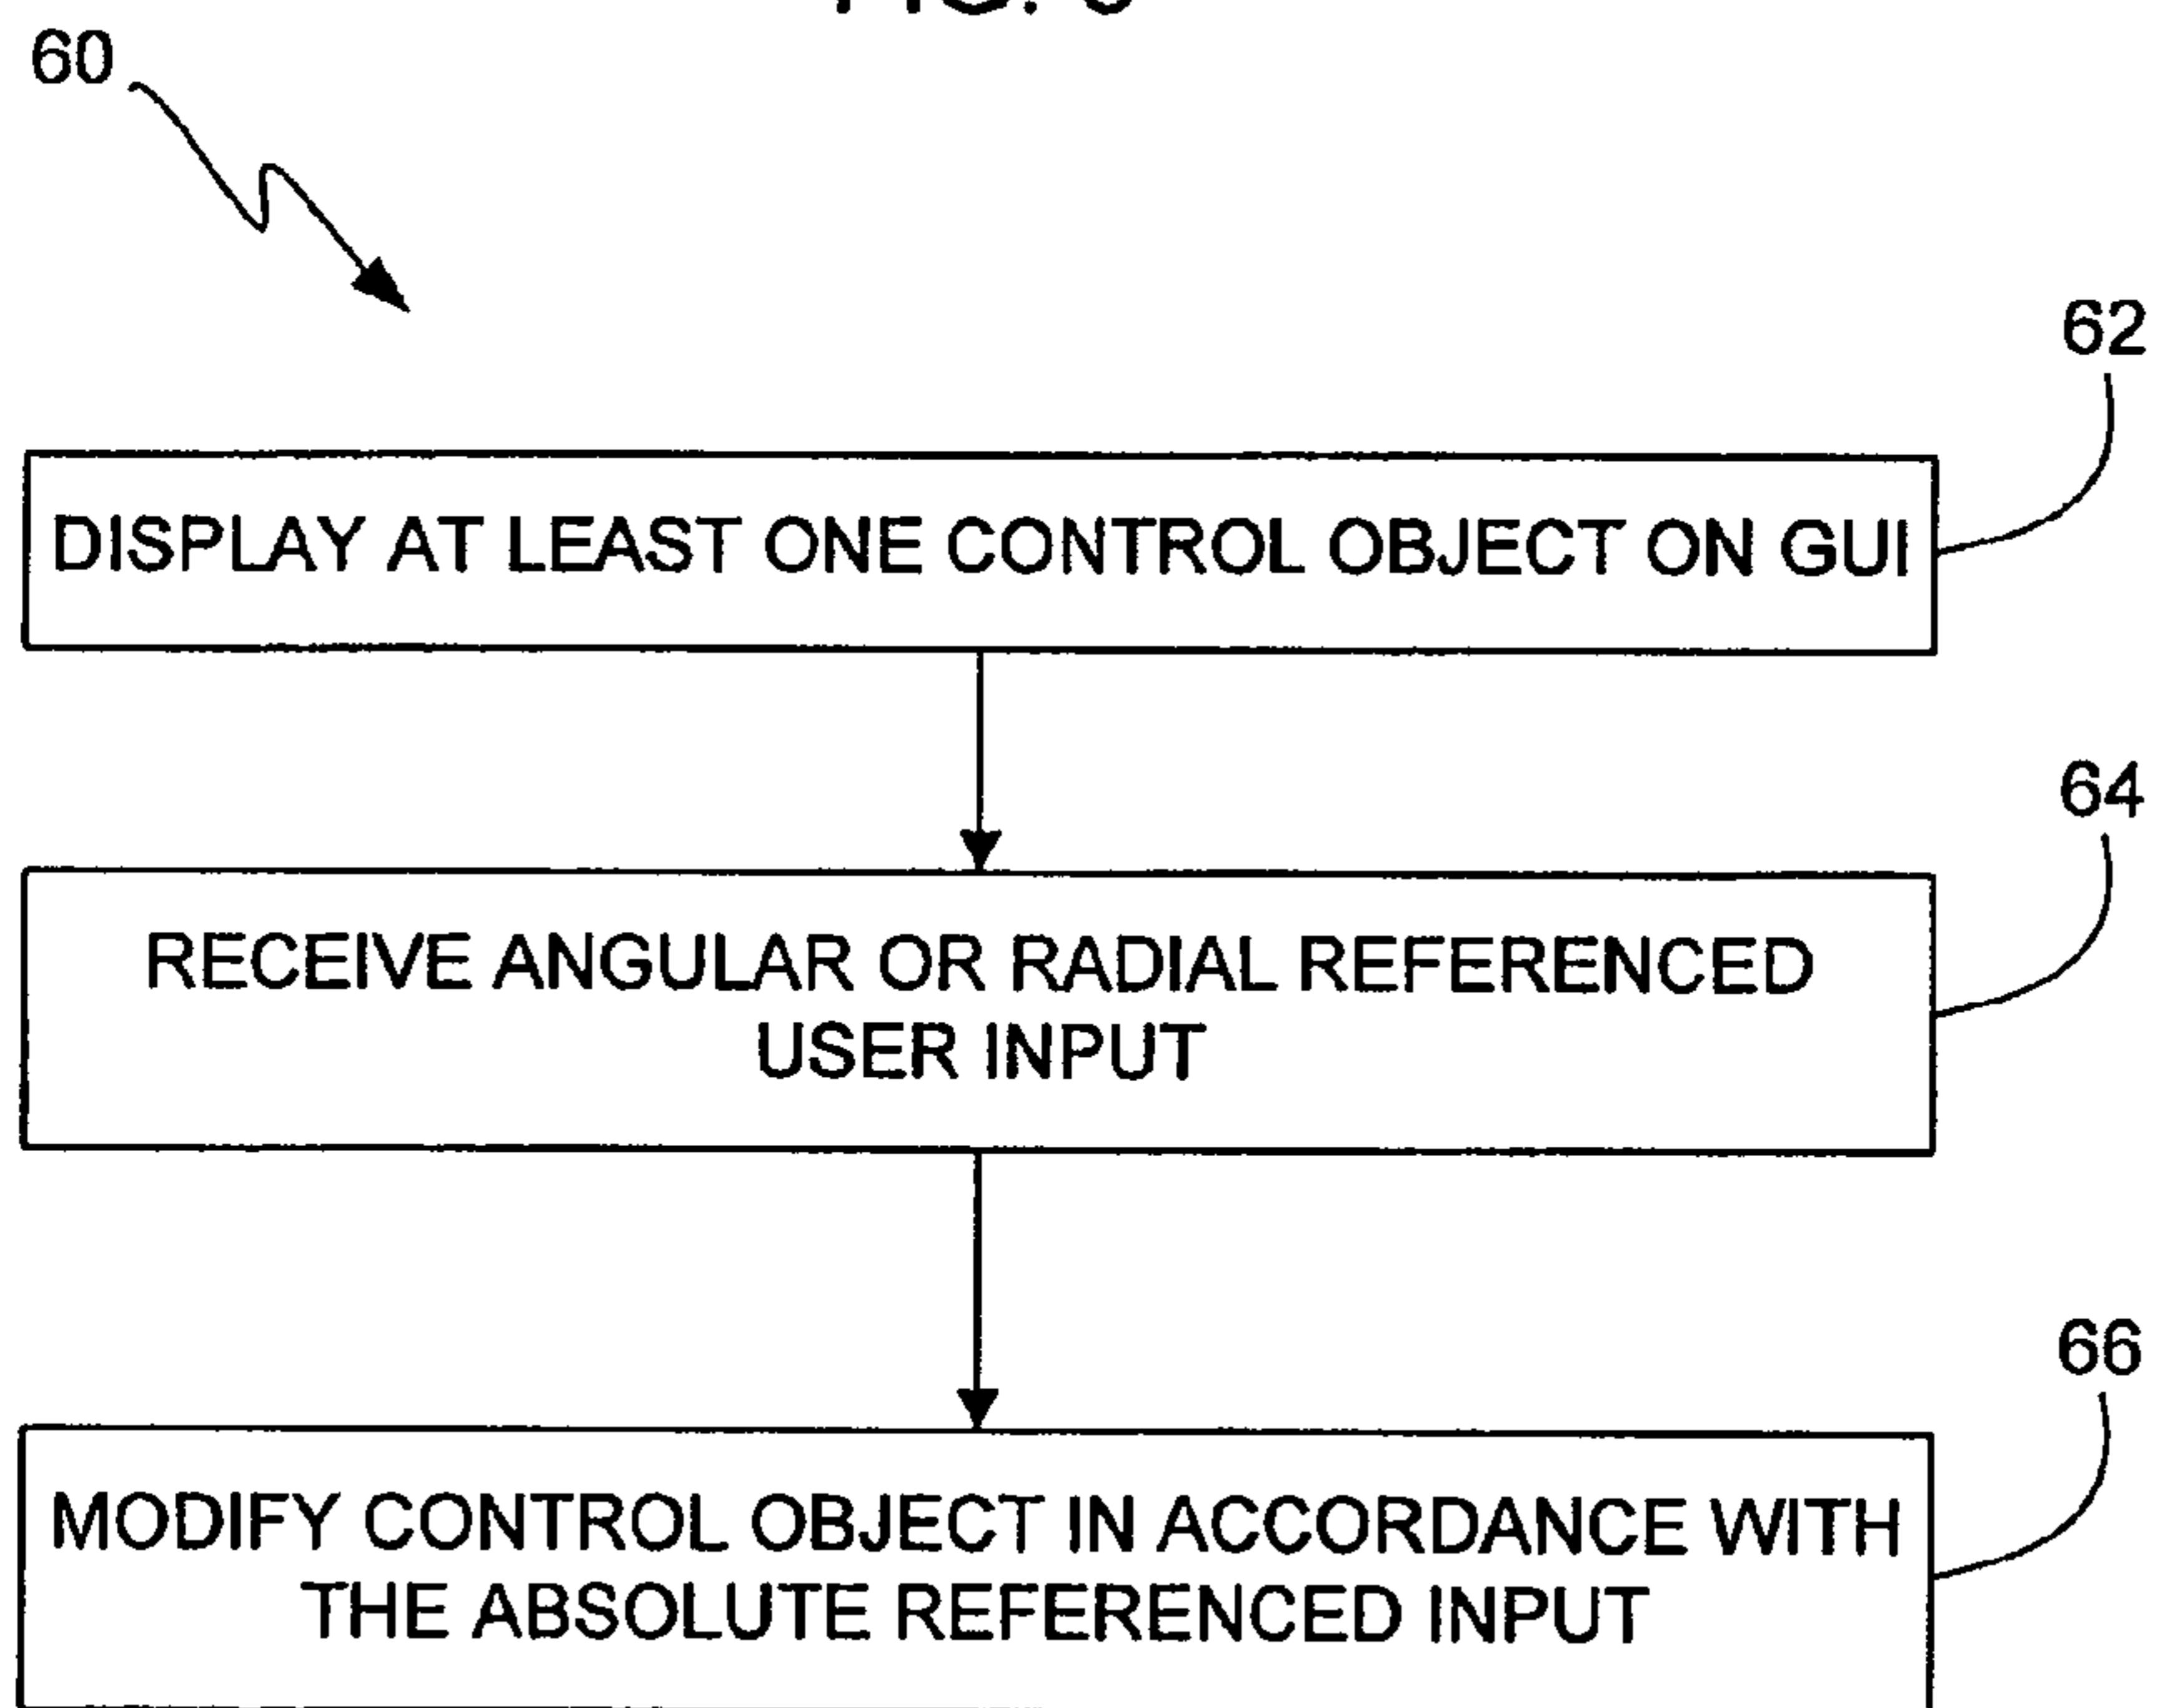 60
62
DISPLAY AT LEAST ONE CONTROL OBJECT ON GUI
64
RECEIVE ANGULAR OR RADIAL REFERENCED
USER INPUT
66
MODIFY CONTROL OBJECT IN ACCORDANCE WITH
THE ABSOLUTE REFERENCED INPUT